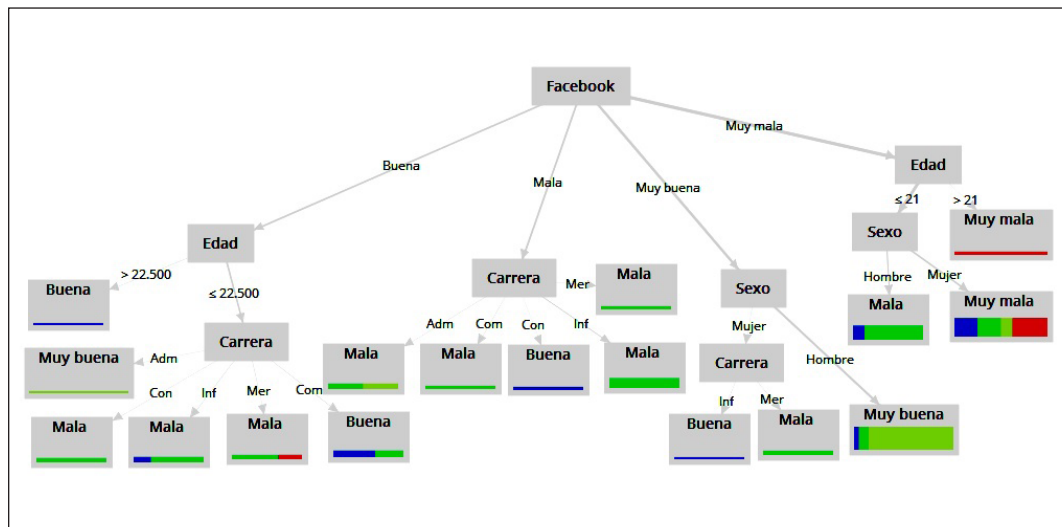 Facebook
Muy mala
Buena
Mala
Muy buena
Edad
≤ 21
> 21
Muy mala
Sexo
Edad
> 22.500
≤ 22.500
Carrera
Mer
Mala
Sexo
Hombre
Mujer
Buena
Mala
Muy mala
Carrera
Adm
Com
Con
Inf
Mujer
Muy buena
Adm
Mala
Mala
Buena
Mala
Carrera
Hombre
Con
Inf
Mer
Com
Inf
Mer
Mala
Mala
Mala
Buena
Buena
Mala
Muy buena